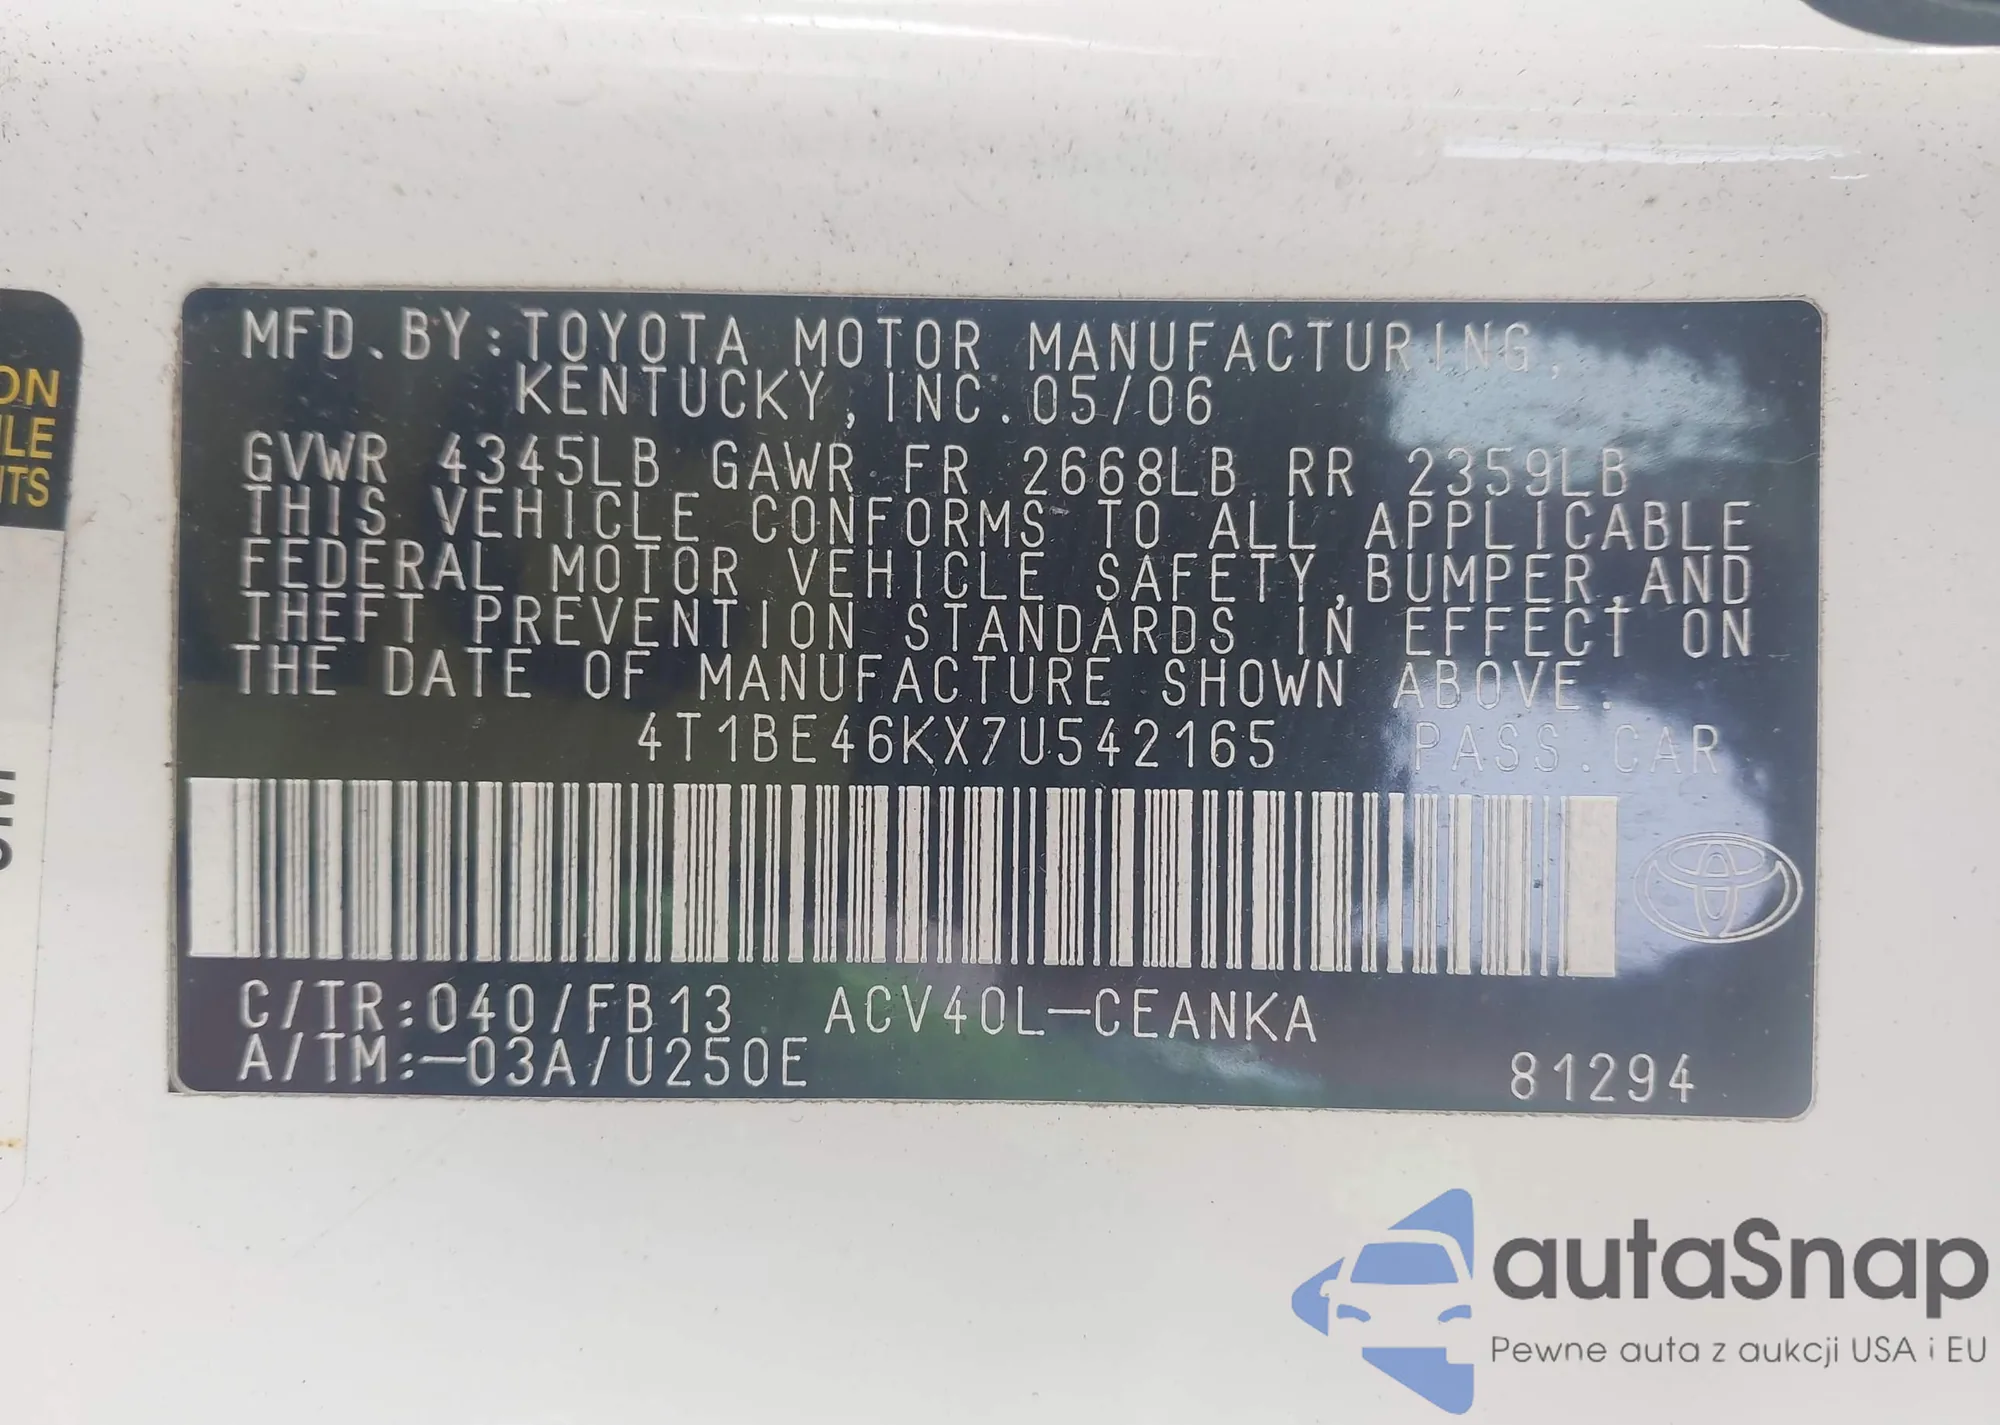 MFD.BY:TOYOTA MOTOR MANUFACTURING,
KENTUCKY,INC.05/06
GVWR 4345LB GAWR FR 2668LB RR 2359LB
THIS VEHICLE CONFORMS TO ALL APPLICABLE
FEDERAL MOTOR VEHICLE SAFETY,BUMPER,AND
THEFT PREVENTION STANDARDS IN EFFECT ON
THE DATE OF MANUFACTURE SHOWN ABOVE.
4T1BE46KX7U542165 PASS.CAR
C/TR:040/FB13 ACV40L-CEANKA
A/TM:-03A/U250E 81294
autaSnap
Pewne auta z aukcji USA i EU